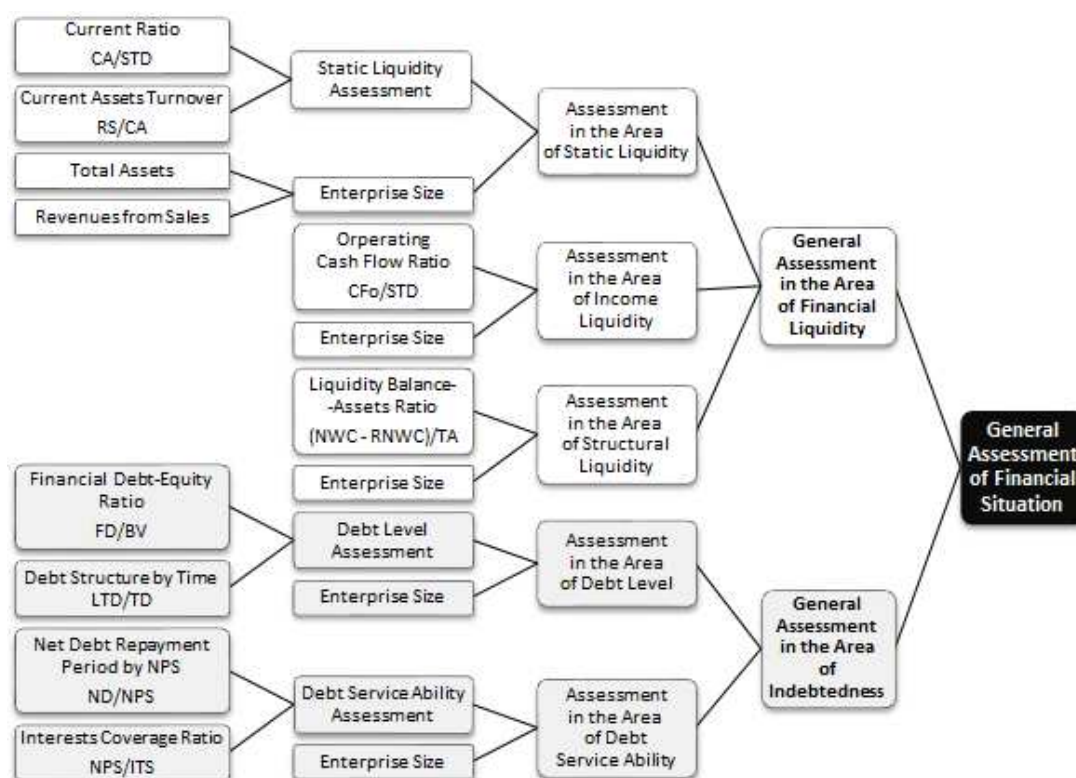 Current Ratio
CA/STD
Current Assets Turnover
RS/CA
Total Assets
Revenues from Sales
Static Liquidity
Assessment
Enterprise Size
Orperating
Cash Flow Ratio
CFo/STD
Enterprise Size
Liquidity Balance-
-Assets Ratio
(NWC - RNWC)/TA
Enterprise Size
Financial Debt-Equity
Ratio
FD/BV
Debt Structure by Time
LTD/TD
Net Debt Repayment
Period by NPS
ND/NPS
Interests Coverage Ratio
NPS/ITS
Debt Level
Assessment
Enterprise Size
Debt Service Ability
Assessment
Enterprise Size
Assessment
in the Area
of Static Liquidity
Assessment
in the Area
of Income
Liquidity
Assessment
in the Area
of Structural
Liquidity
Assessment
in the Area
of Debt Level
Assessment
in the Area
of Debt
Service Ability
General
Assessment
in the Area
of Financial
Liquidity
General
Assessment
in the Area
of
Indebtedness
General
Assessment
of Financial
Situation